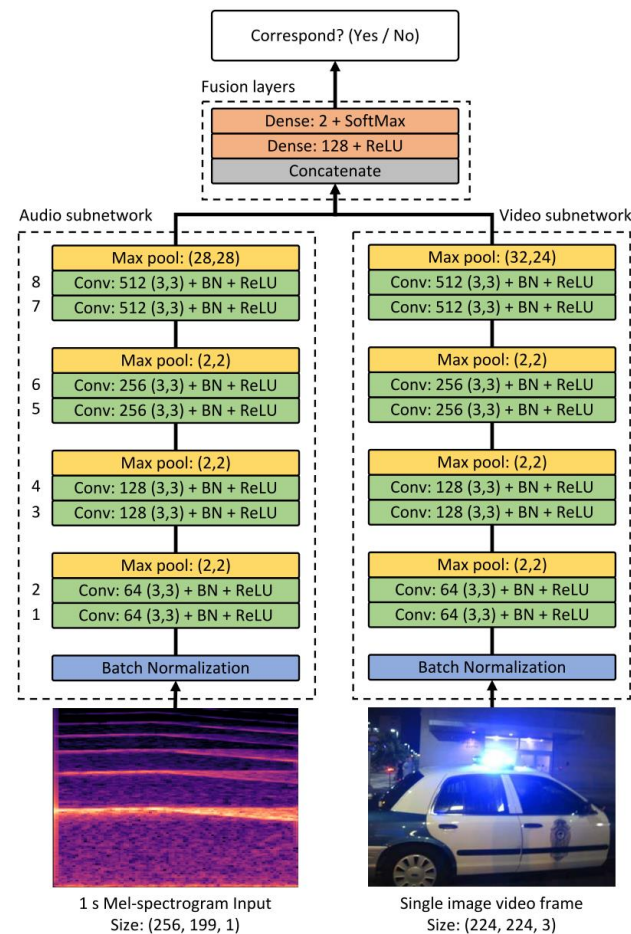 Correspond? (Yes / No)
Fusion layers
Dense: 2 + SoftMax
Dense: 128 + ReLU
Concatenate
Audio subnetwork
Video subnetwork
Max pool: (28,28)
8 Conv: 512 (3,3) + BN + ReLU
7 Conv: 512 (3,3) + BN + ReLU
Max pool: (2,2)
6 Conv: 256 (3,3) + BN + ReLU
5 Conv: 256 (3,3) + BN + ReLU
Max pool: (2,2)
4 Conv: 128 (3,3) + BN + ReLU
3 Conv: 128 (3,3) + BN + ReLU
Max pool: (2,2)
2 Conv: 64 (3,3) + BN + ReLU
1 Conv: 64 (3,3) + BN + ReLU
Batch Normalization
1 s Mel-spectrogram Input
Size: (256, 199, 1)
Max pool: (32,24)
Conv: 512 (3,3) + BN + ReLU
Conv: 512 (3,3) + BN + ReLU
Max pool: (2,2)
Conv: 256 (3,3) + BN + ReLU
Conv: 256 (3,3) + BN + ReLU
Max pool: (2,2)
Conv: 128 (3,3) + BN + ReLU
Conv: 128 (3,3) + BN + ReLU
Max pool: (2,2)
Conv: 64 (3,3) + BN + ReLU
Conv: 64 (3,3) + BN + ReLU
Batch Normalization
Single image video frame
Size: (224, 224, 3)